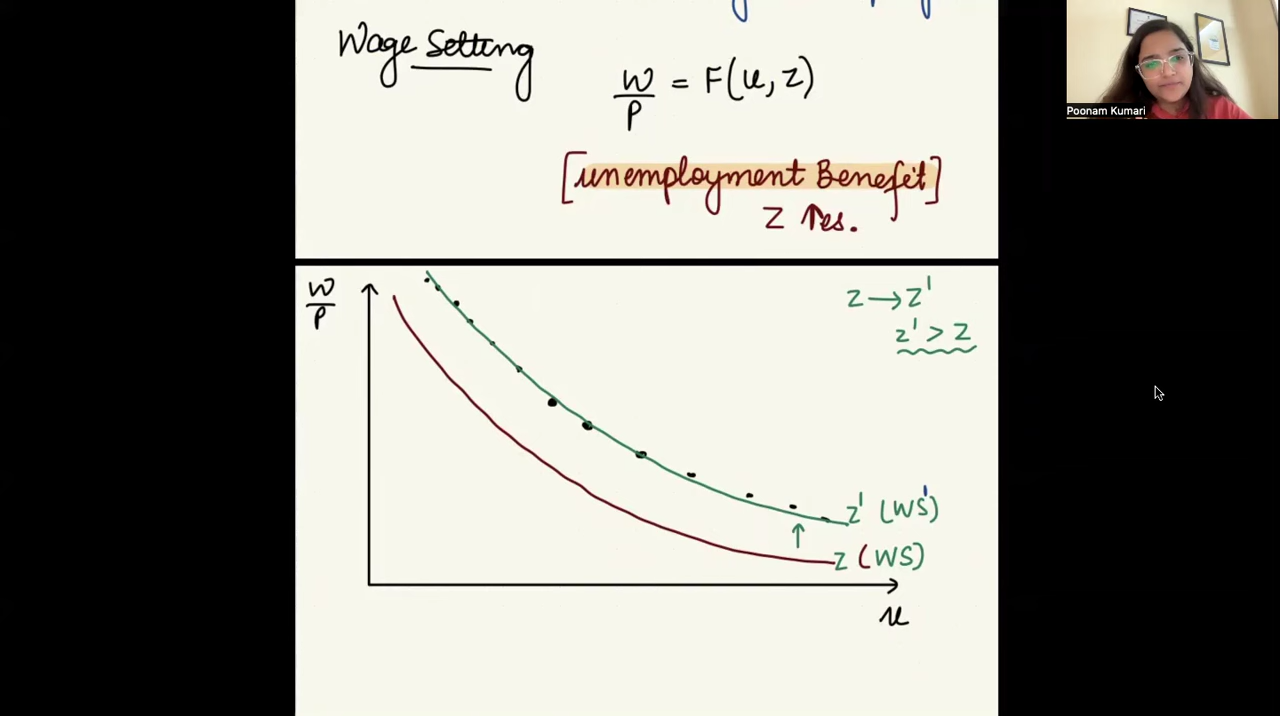 Wage Setting
W/P = F(u, z)
[unemployment Benefit]
Z ↑es.
Poonam Kumari
W/P
z → z'
z' > z
z' (WS')
z (WS)
u